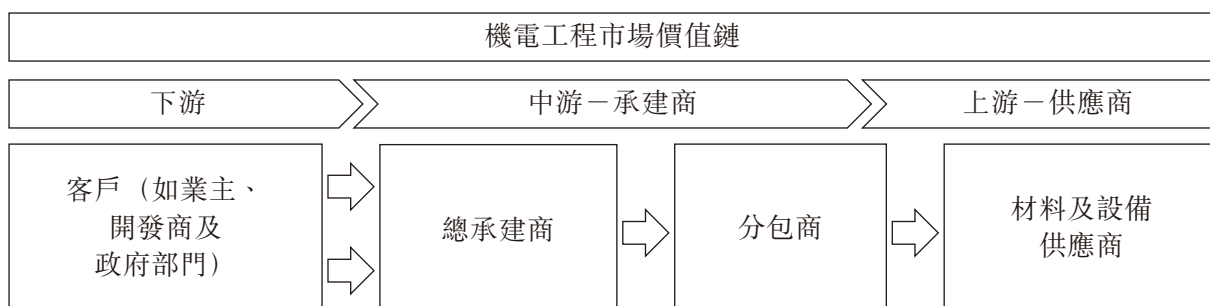 機電工程市場價值鏈
下游
中游－承建商
上游－供應商
客戶（如業主、
開發商及
政府部門）
總承建商
分包商
材料及設備
供應商